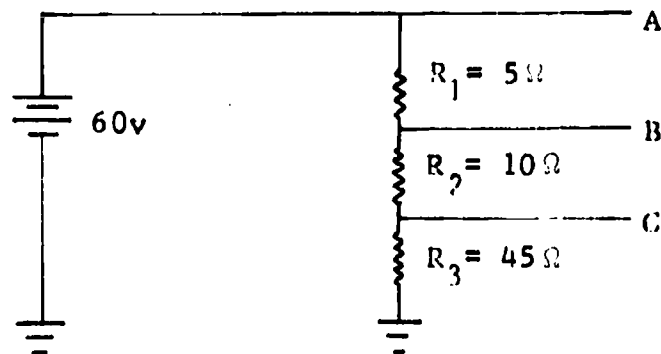 A
R₁ = 5 Ω
60v
B
R₂ = 10 Ω
C
R₃ = 45 Ω